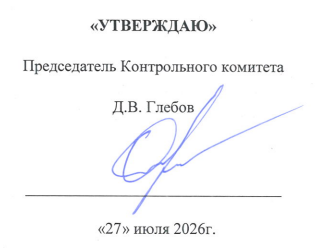 «УТВЕРЖДАЮ»
Председатель Контрольного комитета
Д.В. Глебов
«27» июля 2026г.